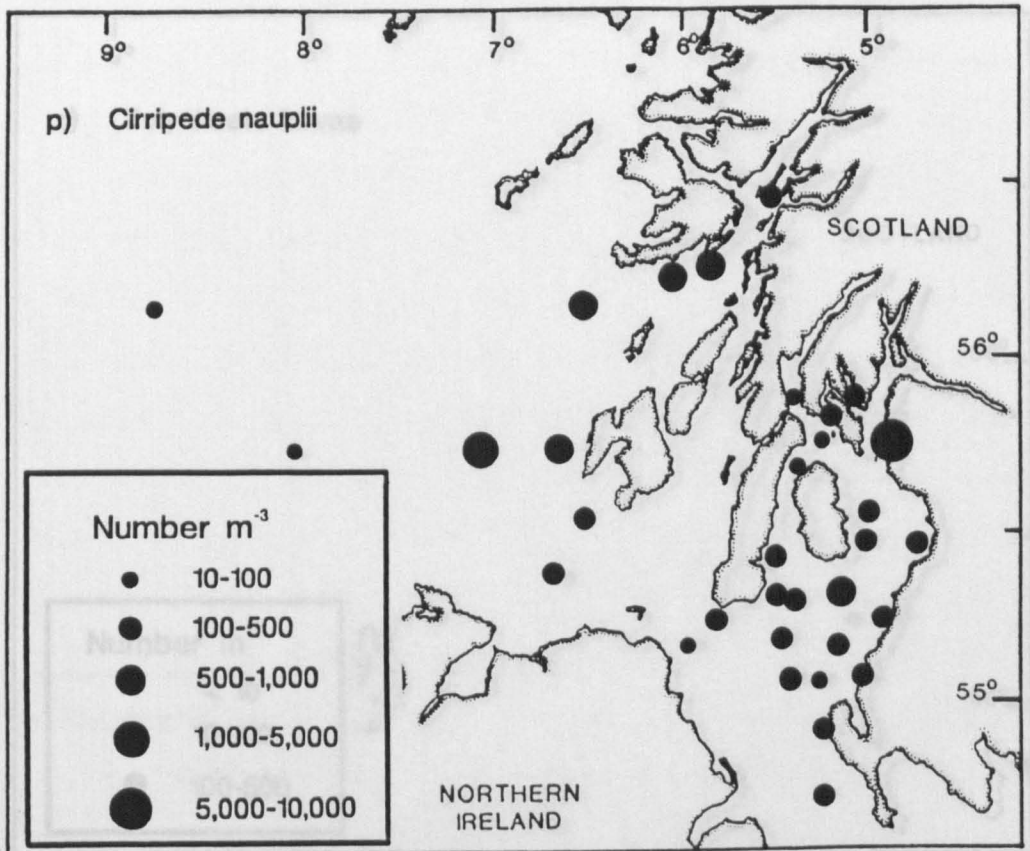 9° 8° 7° 6° 5°
p) Cirripede nauplii
SCOTLAND
56°
Number m⁻³
10-100
100-500
500-1,000
1,000-5,000
5,000-10,000
55°
NORTHERN
IRELAND